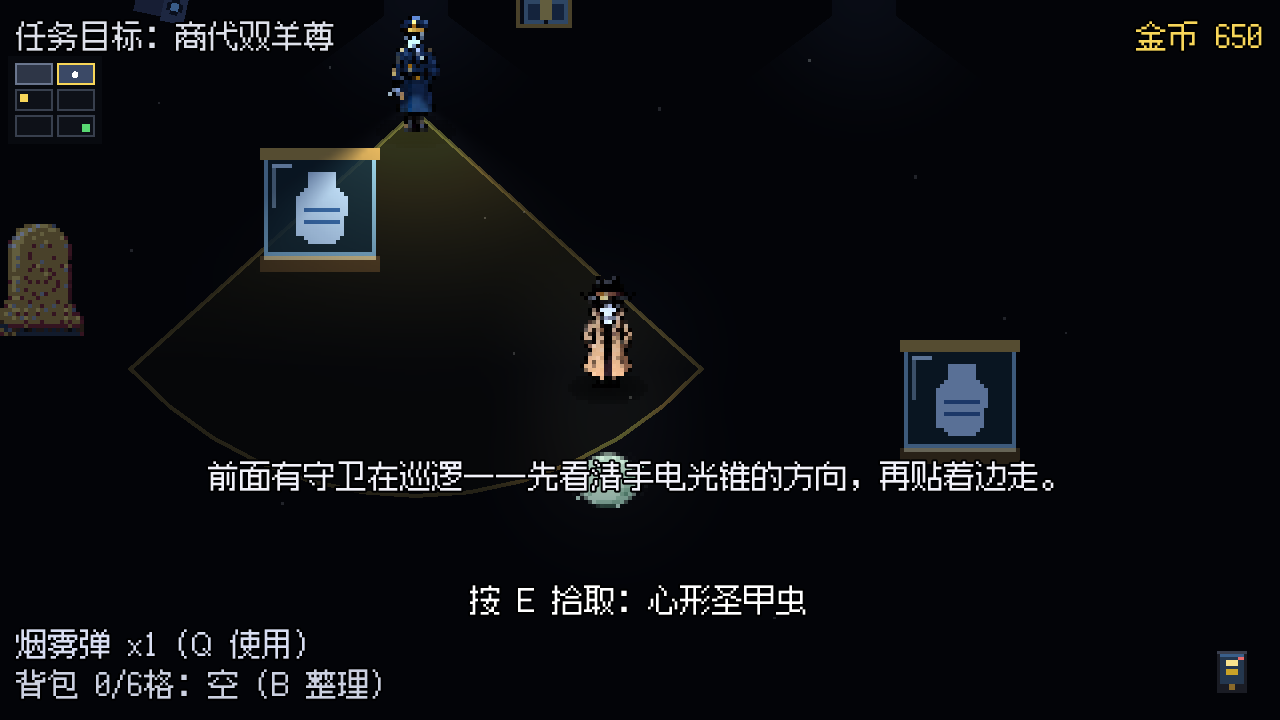 任务目标：商代双羊尊
金币 650
前面有守卫在巡逻——先看清手电光锥的方向，再贴着边走。
按 E 拾取：心形圣甲虫
烟雾弹 x1（Q 使用）
背包 0/6格：空（B 整理）